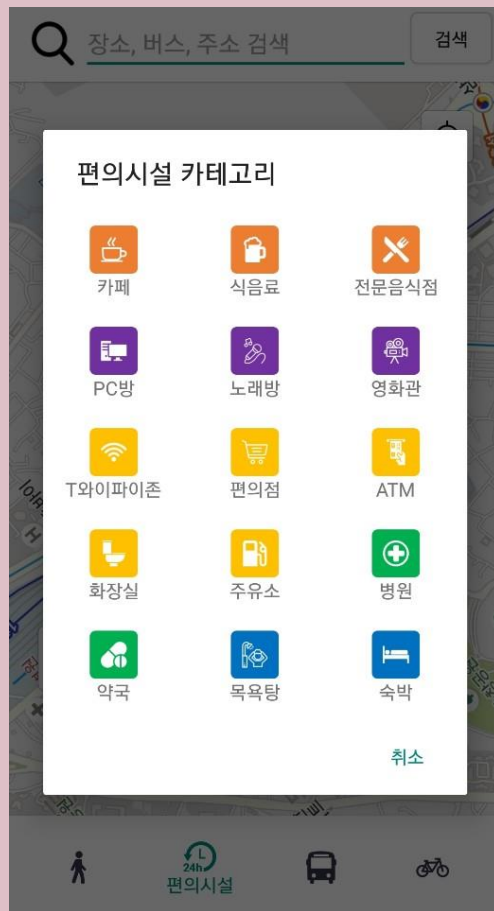 장소, 버스, 주소 검색
검색
편의시설 카테고리
카페
식음료
전문음식점
PC방
노래방
영화관
T와이파이존
편의점
ATM
화장실
주유소
병원
약국
목욕탕
숙박
취소
24h
편의시설